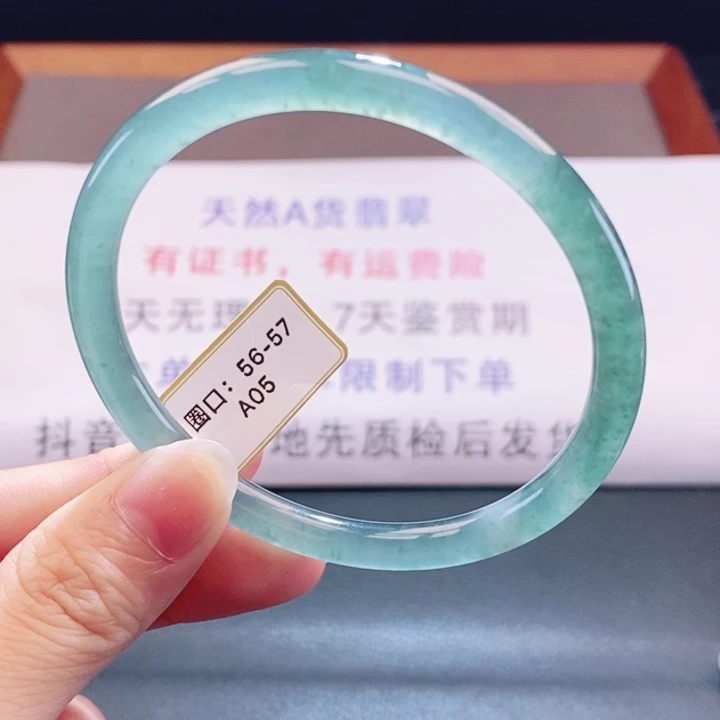 天然A货翡翠
有证书，有运费险
天无理 7天鉴赏期
单 限制下单
抖音 地先质检后发货
圈口：56-57
A05